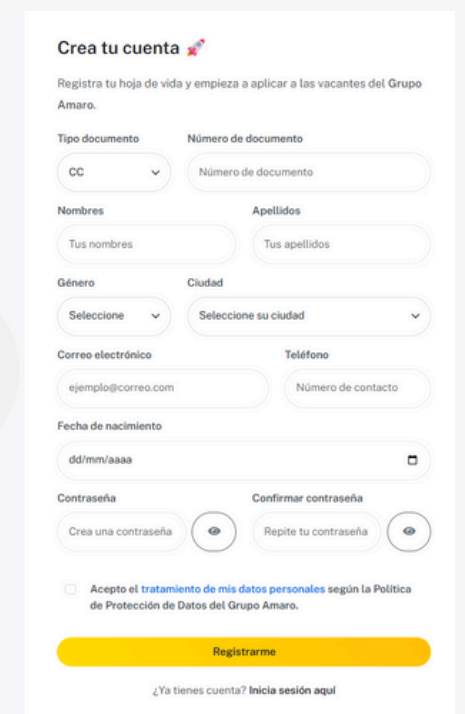 Crea tu cuenta 🚀
Registra tu hoja de vida y empieza a aplicar a las vacantes del Grupo
Amaro.
Tipo documento Número de documento
CC Número de documento
Nombres Apellidos
Tus nombres Tus apellidos
Género Ciudad
Seleccione Seleccione su ciudad
Correo electrónico Teléfono
ejemplo@correo.com Número de contacto
Fecha de nacimiento
dd/mm/aaaa
Contraseña Confirmar contraseña
Crea una contraseña Repite tu contraseña
Acepto el tratamiento de mis datos personales según la Política
de Protección de Datos del Grupo Amaro.
Registrarme
¿Ya tienes cuenta? Inicia sesión aquí